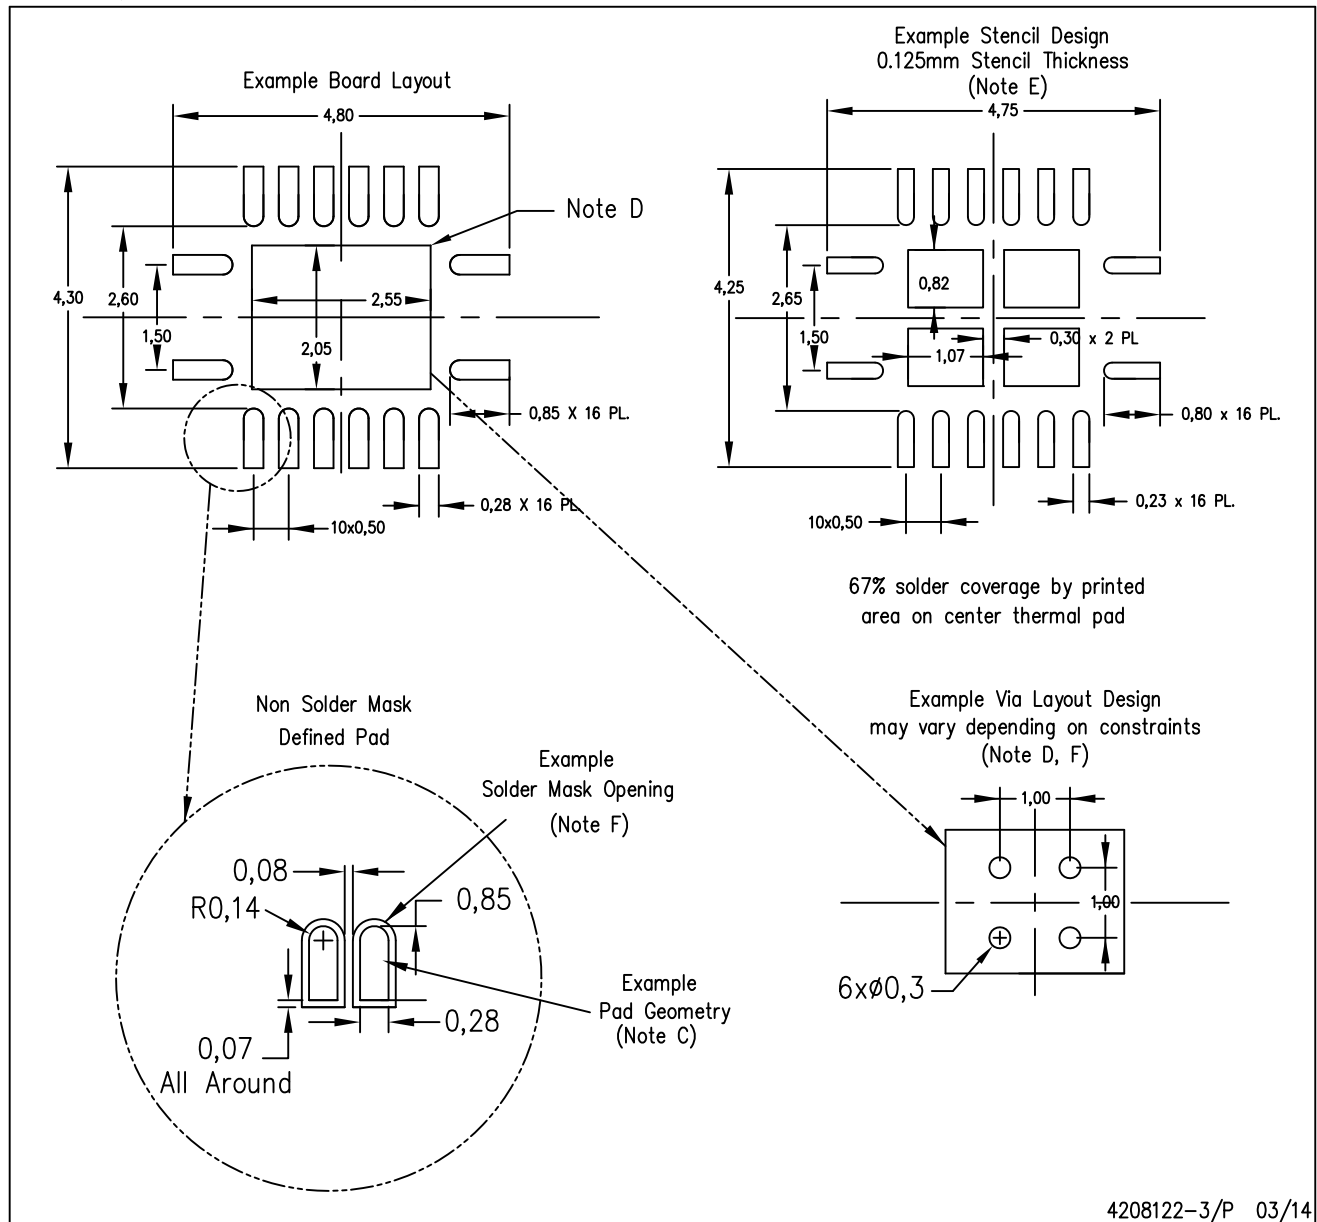 Example Board Layout
4,80
Note D
4,30
2,60
1,50
2,55
2,05
0,85 X 16 PL.
0,28 X 16 PL.
10x0,50
Example Stencil Design
0.125mm Stencil Thickness
(Note E)
4,75
4,25
2,65
1,50
0,82
0,30 x 2 PL
1,07
0,80 x 16 PL.
0,23 x 16 PL.
10x0,50
67% solder coverage by printed
area on center thermal pad
Non Solder Mask
Defined Pad
Example
Solder Mask Opening
(Note F)
0,08
R0,14
0,85
Example
Pad Geometry
(Note C)
0,28
0,07
All Around
Example Via Layout Design
may vary depending on constraints
(Note D, F)
1,00
1,00
6xø0,3
4208122-3/P 03/14